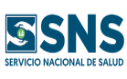 SNS
SERVICIO NACIONAL DE SALUD